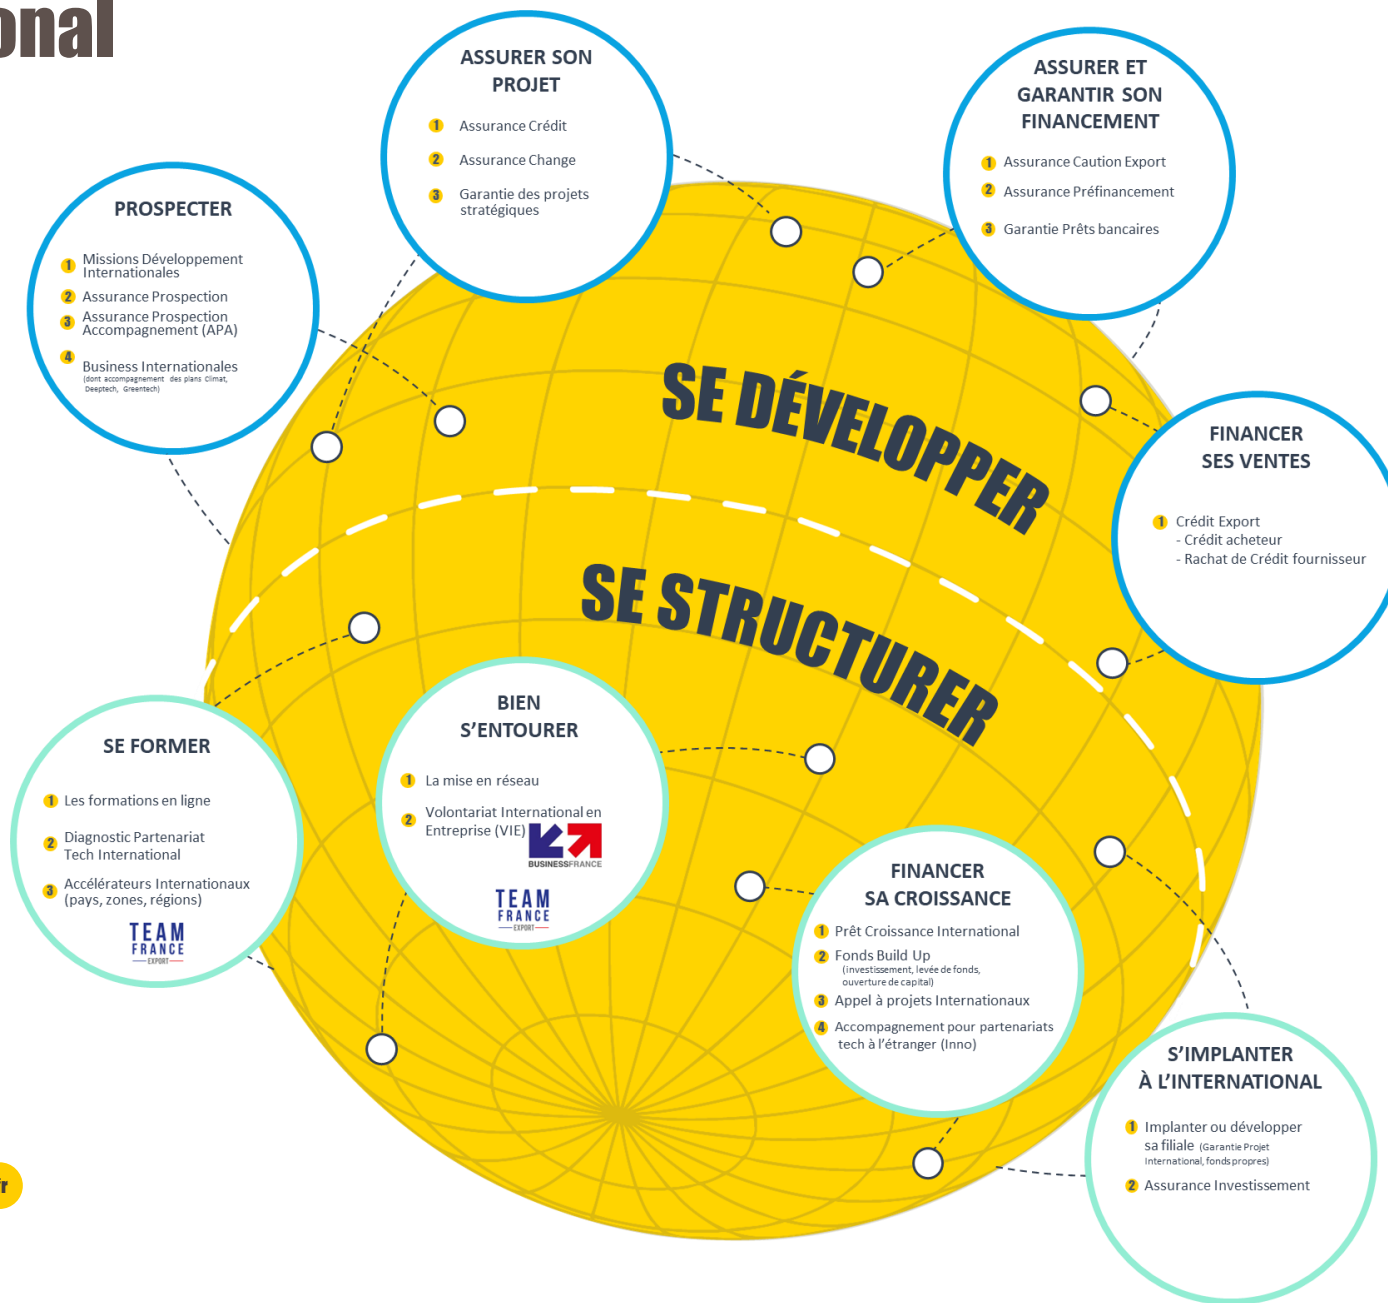 ASSURER SON
PROJET
1 Assurance Crédit
2 Assurance Change
3 Garantie des projets
stratégiques
ASSURER ET
GARANTIR SON
FINANCEMENT
1 Assurance Caution Export
2 Assurance Préfinancement
3 Garantie Prêts bancaires
PROSPECTER
1 Missions Développement
Internationales
2 Assurance Prospection
3 Assurance Prospection
Accompagnement (APA)
4 Business Internationales
(dont accompagnement des plans Climat,
Deeptech, Greentech)
FINANCER
SES VENTES
1 Crédit Export
- Crédit acheteur
- Rachat de Crédit fournisseur
SE DÉVELOPPER
SE STRUCTURER
SE FORMER
1 Les formations en ligne
2 Diagnostic Partenariat
Tech International
3 Accélérateurs Internationaux
(pays, zones, régions)
TEAM
FRANCE
EXPORT
BIEN
S’ENTOURER
1 La mise en réseau
2 Volontariat International en
Entreprise (VIE)
BUSINESSFRANCE
TEAM
FRANCE
EXPORT
FINANCER
SA CROISSANCE
1 Prêt Croissance International
2 Fonds Build Up
(investissement, levée de fonds,
ouverture de capital)
3 Appel à projets Internationaux
4 Accompagnement pour partenariats
tech à l’étranger (Inno)
S’IMPLANTER
À L’INTERNATIONAL
1 Implanter ou développer
sa filiale (Garantie Projet
International, fonds propres)
2 Assurance Investissement